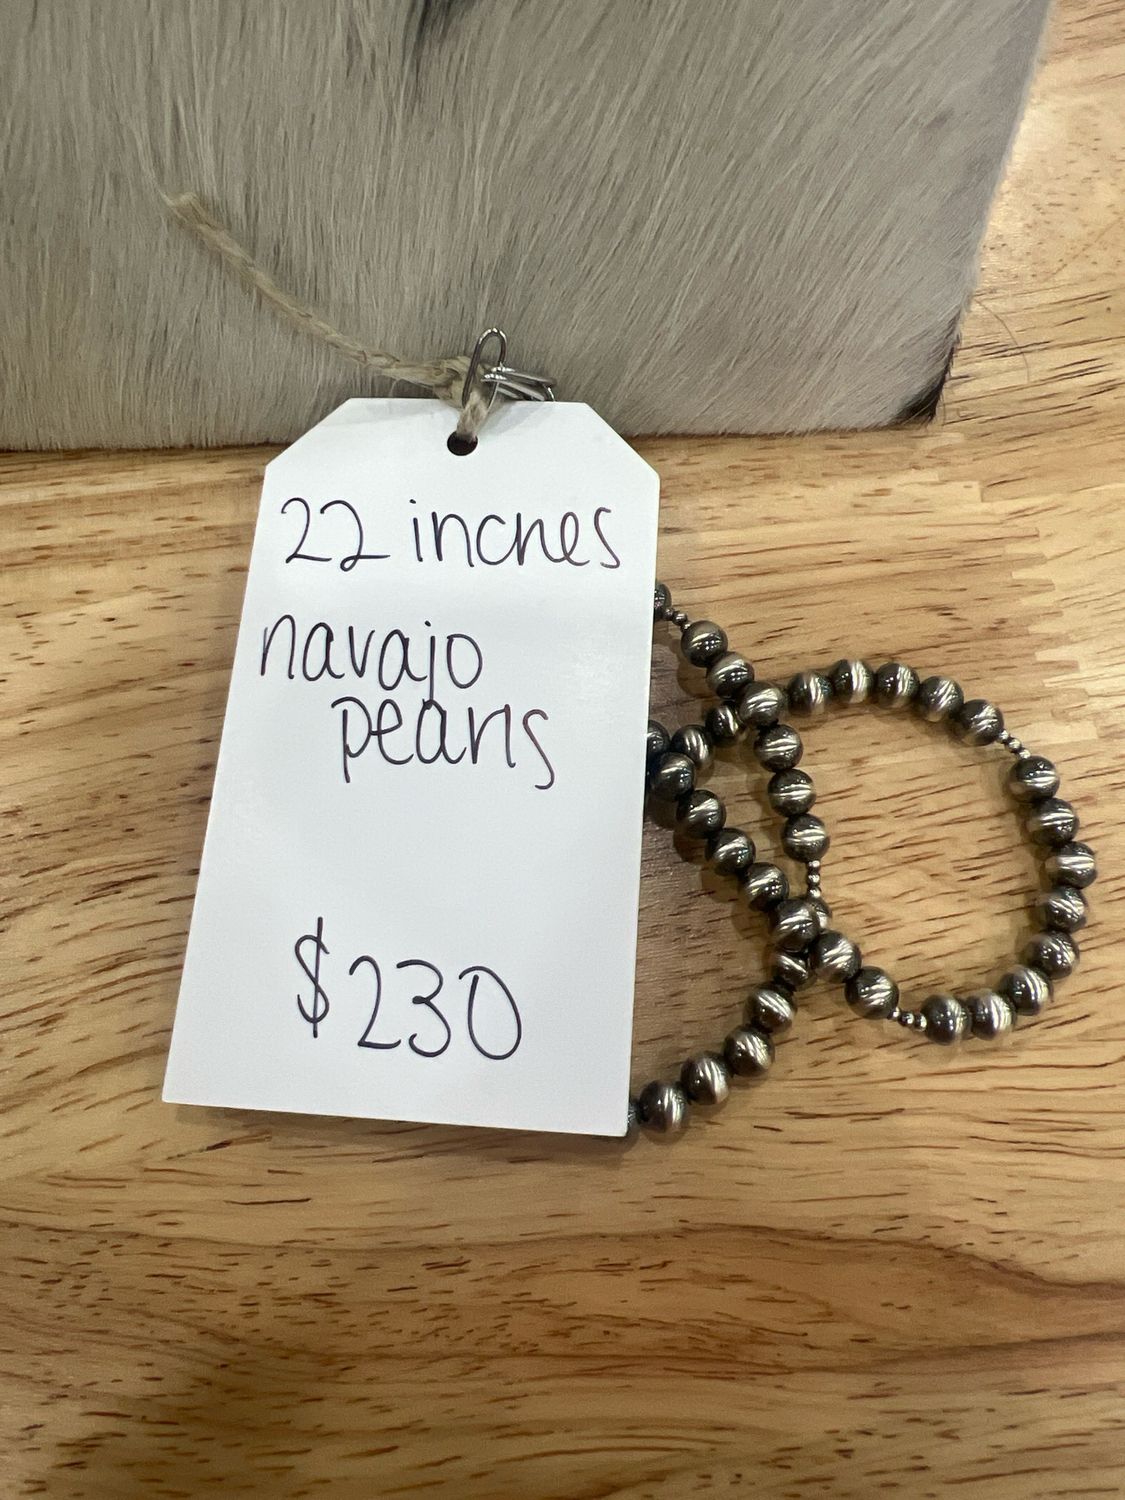 22 inches
navajo
pearls
$230